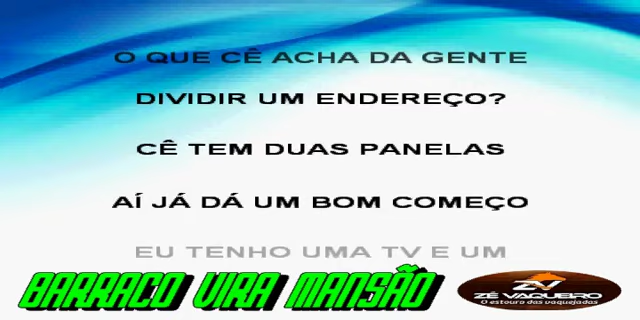 O QUE CÊ ACHA DA GENTE
DIVIDIR UM ENDEREÇO?
CÊ TEM DUAS PANELAS
AÍ JÁ DÁ UM BOM COMEÇO
EU TENHO UMA TV E UM
BARRACO VIRA MANSÃO
ZV
ZÉ VAQUEIRO
O estouro das vaquejadas